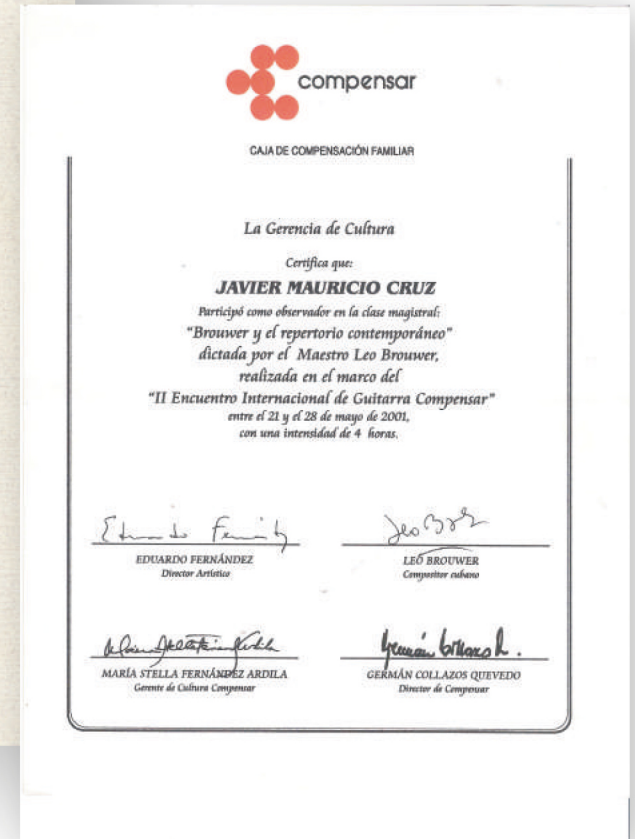 compensar
CAJA DE COMPENSACIÓN FAMILIAR
La Gerencia de Cultura
Certifica que:
JAVIER MAURICIO CRUZ
Participó como observador en la clase magistral:
"Brouwer y el repertorio contemporáneo"
dictada por el Maestro Leo Brouwer,
realizada en el marco del
"II Encuentro Internacional de Guitarra Compensar"
entre el 21 y el 28 de mayo de 2001,
con una intensidad de 4 horas.
EDUARDO FERNÁNDEZ
Director Artístico
LEO BROUWER
Compositor cubano
MARÍA STELLA FERNÁNDEZ ARDILA
Gerente de Cultura Compensar
GERMÁN COLLAZOS QUEVEDO
Director de Compensar